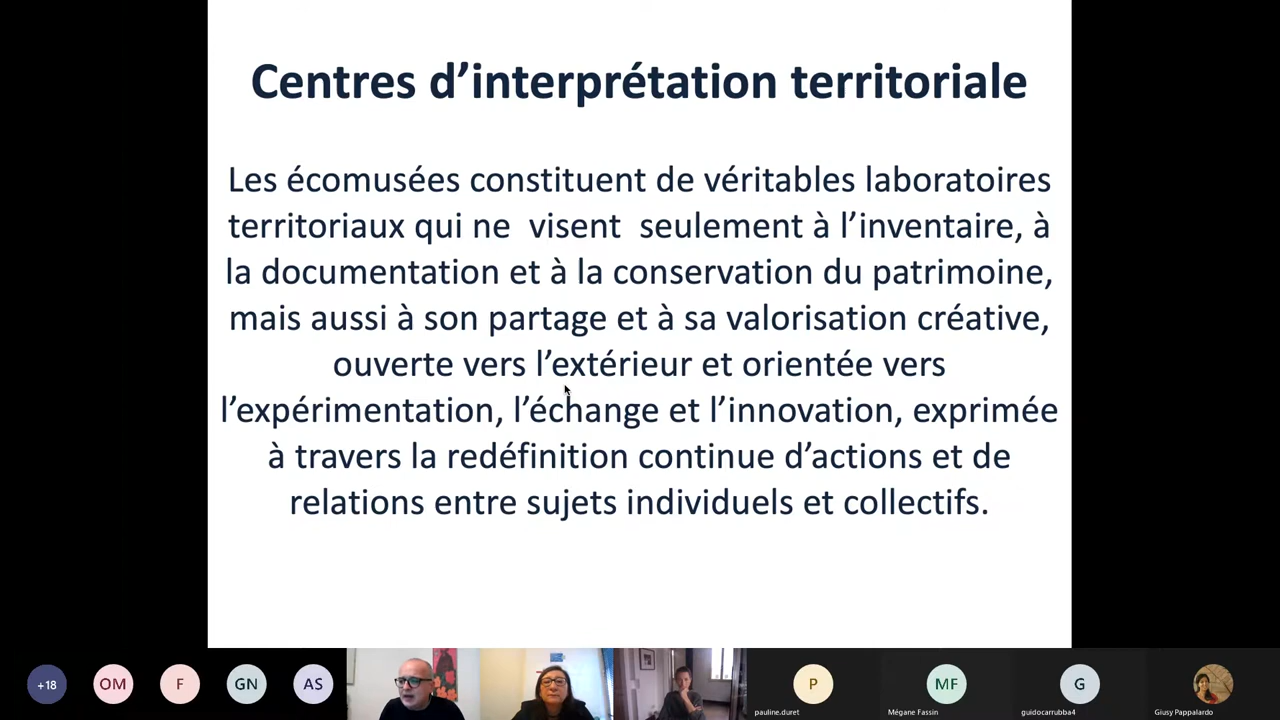 Centres d’interprétation territoriale
Les écomusées constituent de véritables laboratoires
territoriaux qui ne visent seulement à l’inventaire, à
la documentation et à la conservation du patrimoine,
mais aussi à son partage et à sa valorisation créative,
ouverte vers l’extérieur et orientée vers
l’expérimentation, l’échange et l’innovation, exprimée
à travers la redéfinition continue d’actions et de
relations entre sujets individuels et collectifs.
+18 OM F GN AS P MF G
pauline.duret Mégane Fassin guidocarrubba4 Giusy Pappalardo